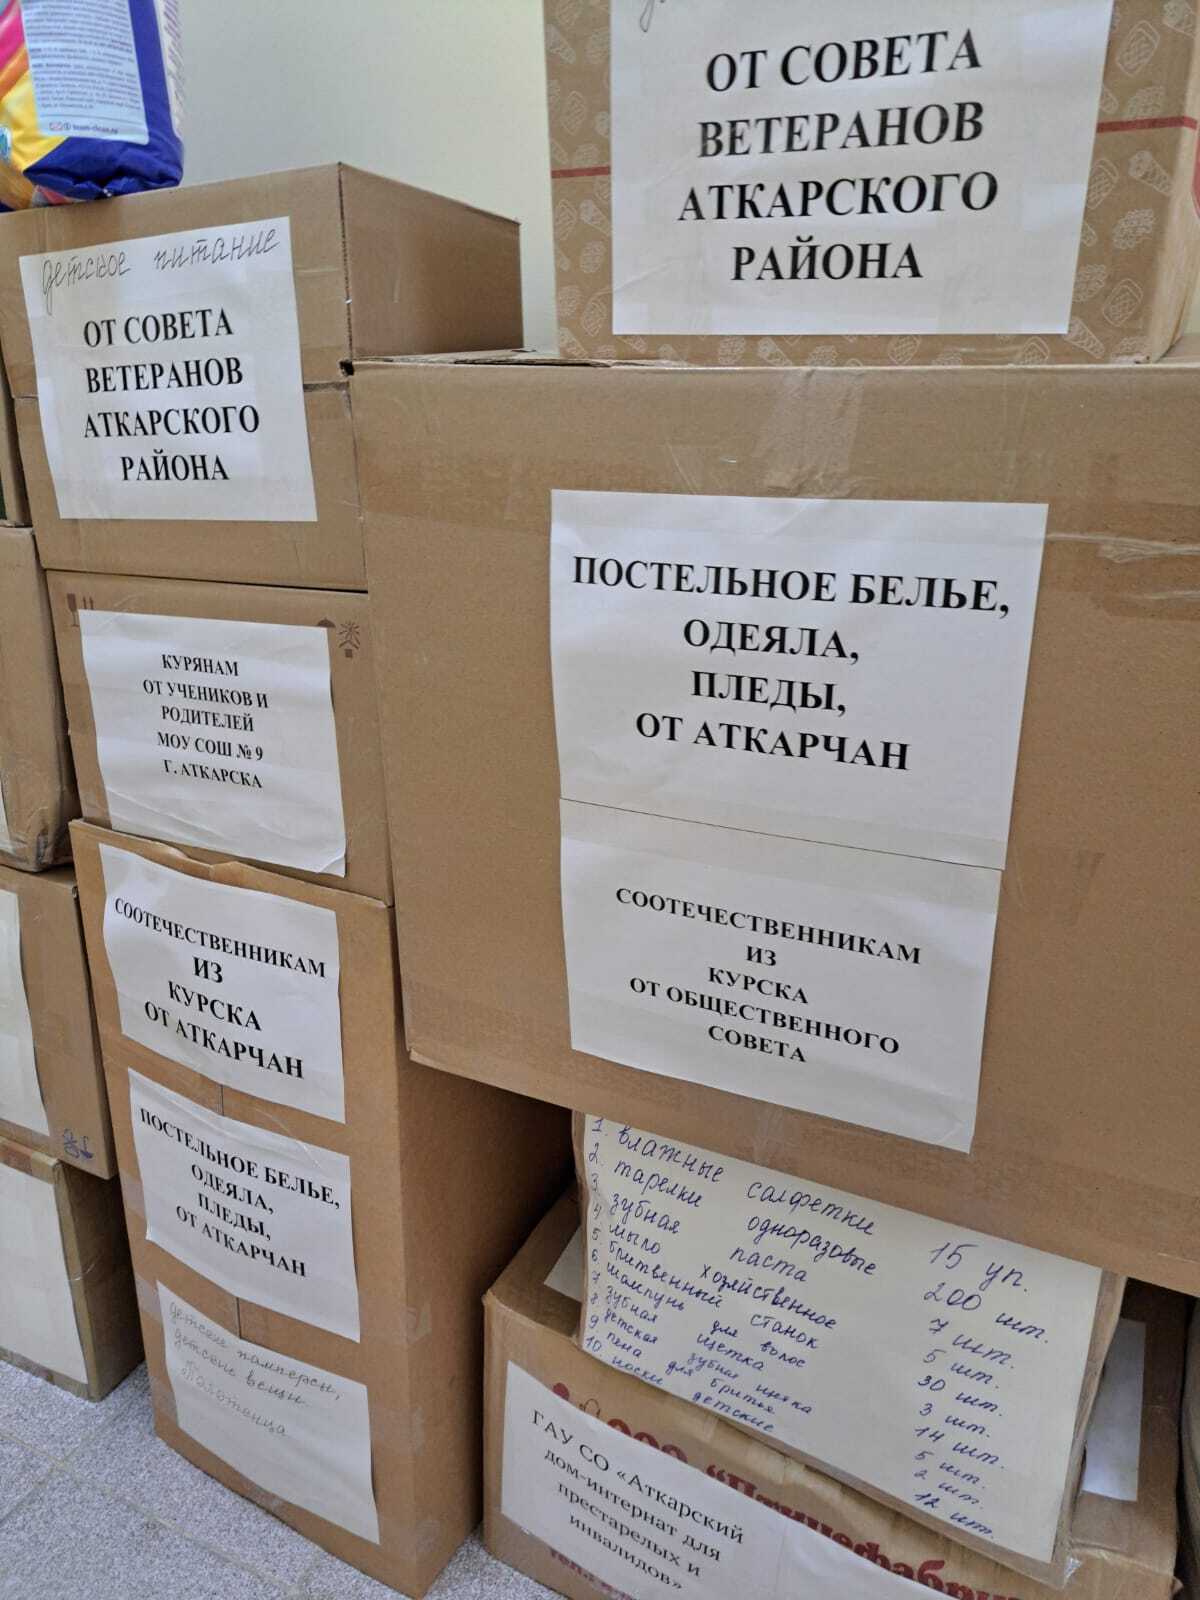 team-clean.ru
ОТ СОВЕТА
ВЕТЕРАНОВ
АТКАРСКОГО
РАЙОНА
детское питание
ОТ СОВЕТА
ВЕТЕРАНОВ
АТКАРСКОГО
РАЙОНА
КУРЯНАМ
ОТ УЧЕНИКОВ И
РОДИТЕЛЕЙ
МОУ СОШ № 9
Г. АТКАРСКА
СООТЕЧЕСТВЕННИКАМ
ИЗ
КУРСКА
ОТ АТКАРЧАН
ПОСТЕЛЬНОЕ БЕЛЬЕ,
ОДЕЯЛА,
ПЛЕДЫ,
ОТ АТКАРЧАН
детские памперсы,
детские вещи
Полотенца
ПОСТЕЛЬНОЕ БЕЛЬЕ,
ОДЕЯЛА,
ПЛЕДЫ,
ОТ АТКАРЧАН
СООТЕЧЕСТВЕННИКАМ
ИЗ
КУРСКА
ОТ ОБЩЕСТВЕННОГО
СОВЕТА
1. влажные салфетки 15 уп.
2. тарелки одноразовые 200 шт.
3 зубная паста 7 шт.
4 мыло хозяйственное 5 шт.
5. бритвенный станок 30 шт.
6 шампунь для волос 3 шт.
7 зубная щетка 14 шт.
8. детская зубная щетка 5 шт.
9 пена для бритья 2 шт.
10 носки детские 12 шт.
ООО "Птицефабри
ГАУ СО «Аткарский
дом-интернат для
престарелых и
инвалидов»